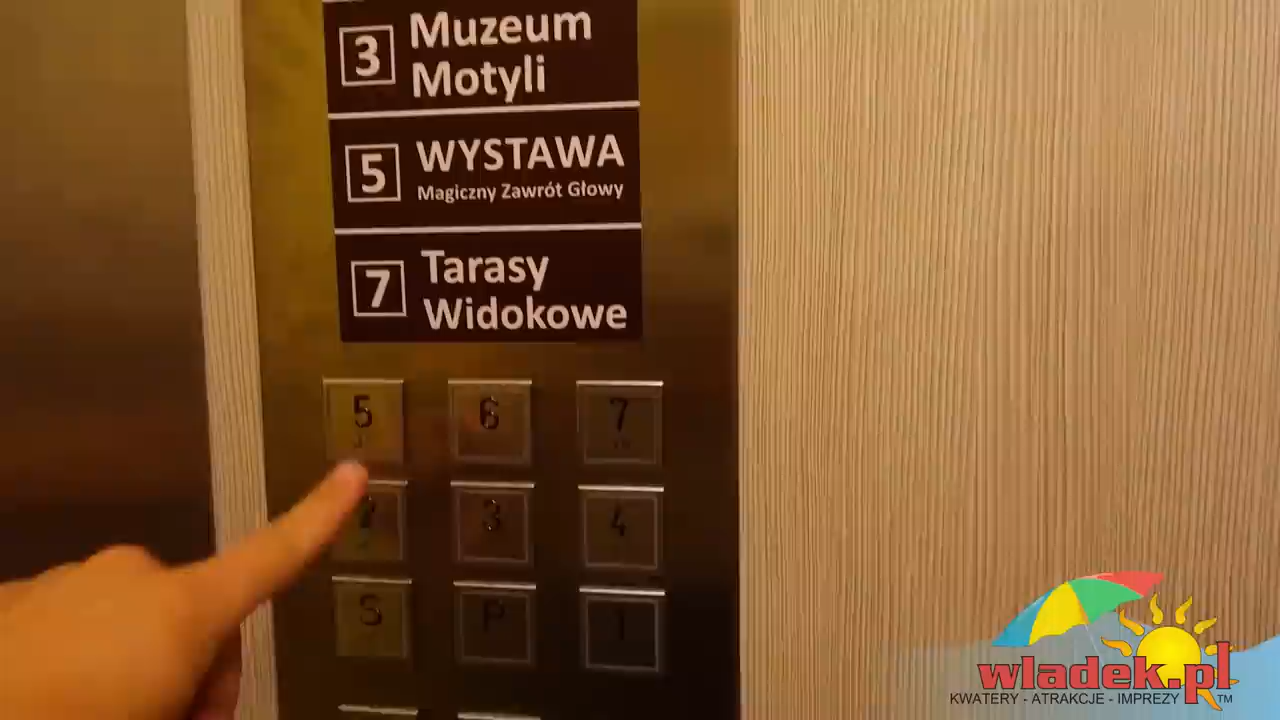 3 Muzeum
Motyli
5 WYSTAWA
Magiczny Zawrót Głowy
7 Tarasy
Widokowe
5 6 7
3 4
S P 1
wladek.pl
KWATERY - ATRAKCJE - IMPREZY TM